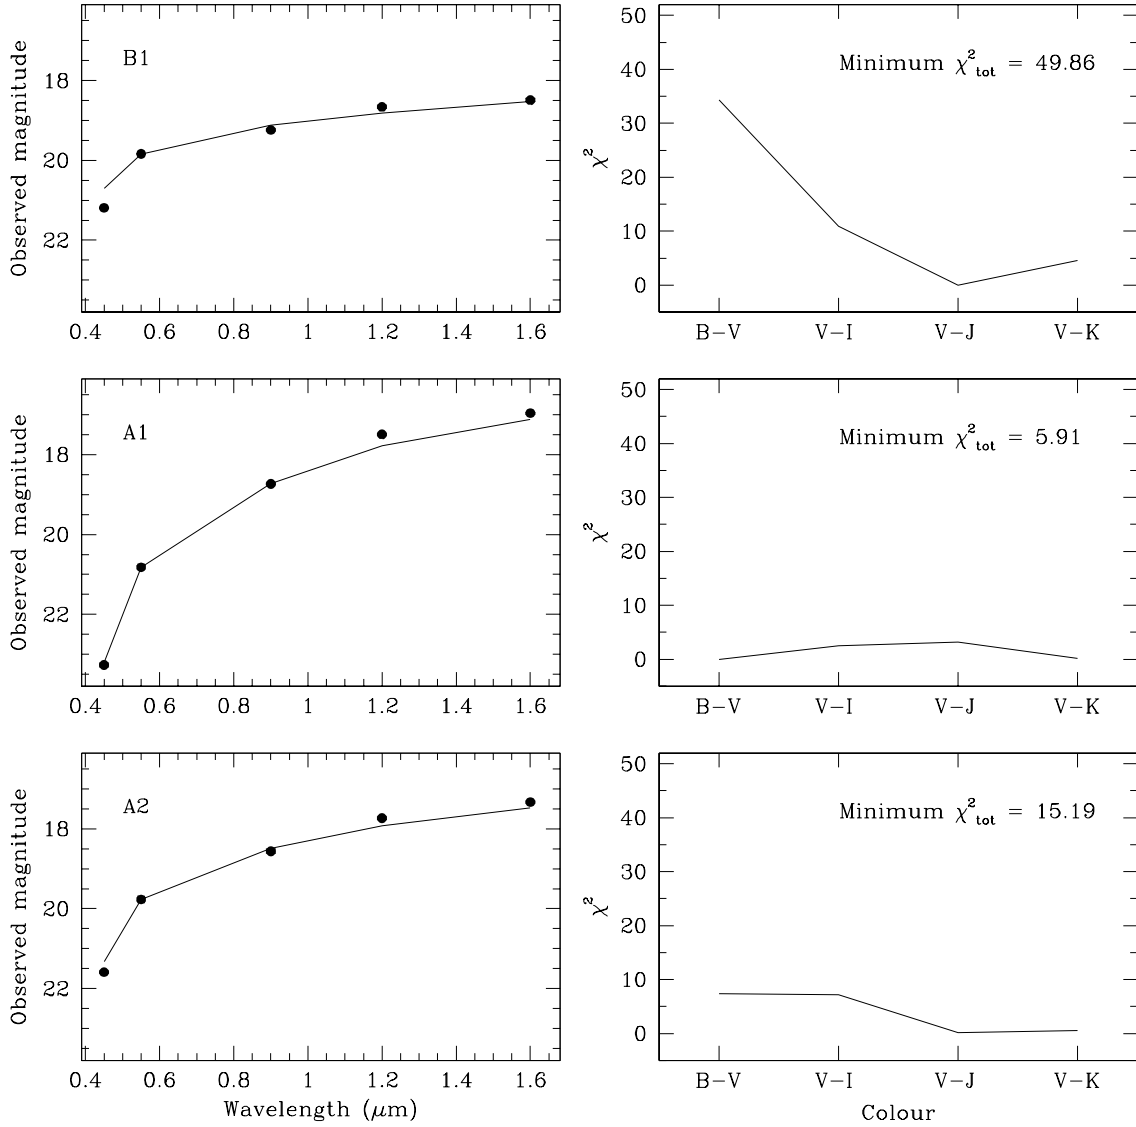 B1
Observed magnitude
18
20
22
0.4 0.6 0.8 1 1.2 1.4 1.6
Minimum χ²tot = 49.86
χ²
50
40
30
20
10
0
B−V V−I V−J V−K
A1
Observed magnitude
18
20
22
0.4 0.6 0.8 1 1.2 1.4 1.6
Minimum χ²tot = 5.91
χ²
50
40
30
20
10
0
B−V V−I V−J V−K
A2
Observed magnitude
18
20
22
0.4 0.6 0.8 1 1.2 1.4 1.6
Wavelength (μm)
Minimum χ²tot = 15.19
χ²
50
40
30
20
10
0
B−V V−I V−J V−K
Colour